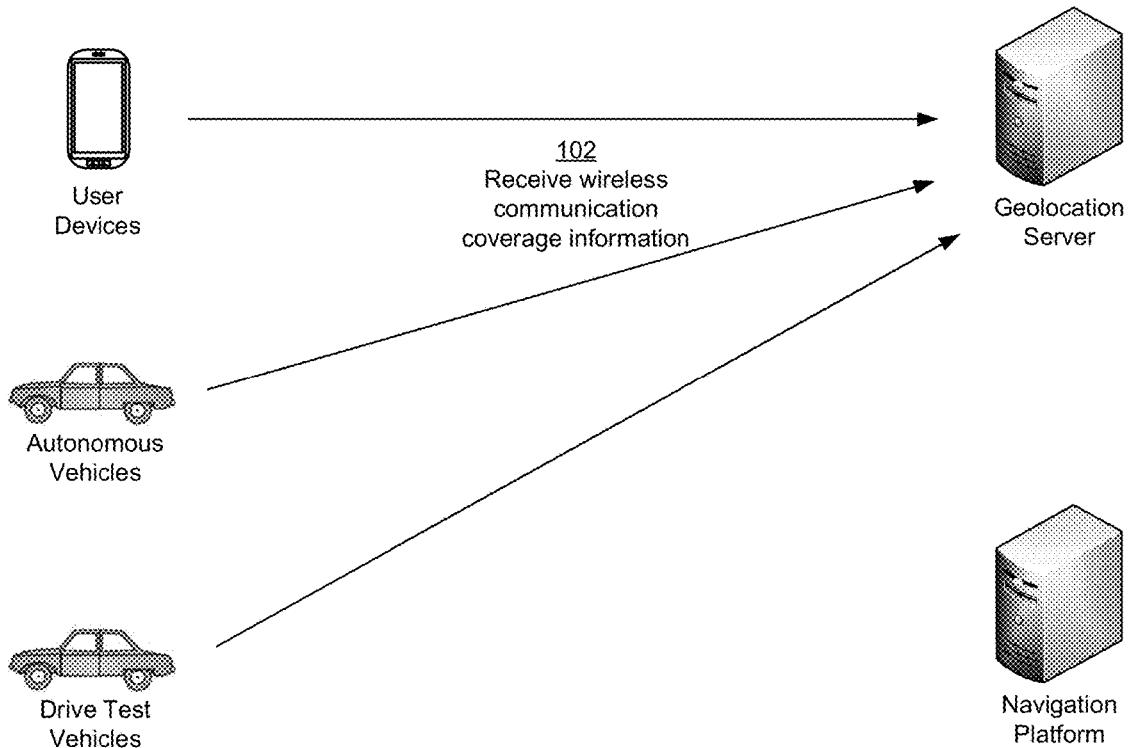 User
Devices
102
Receive wireless
communication
coverage information
Geolocation
Server
Autonomous
Vehicles
Drive Test
Vehicles
Navigation
Platform